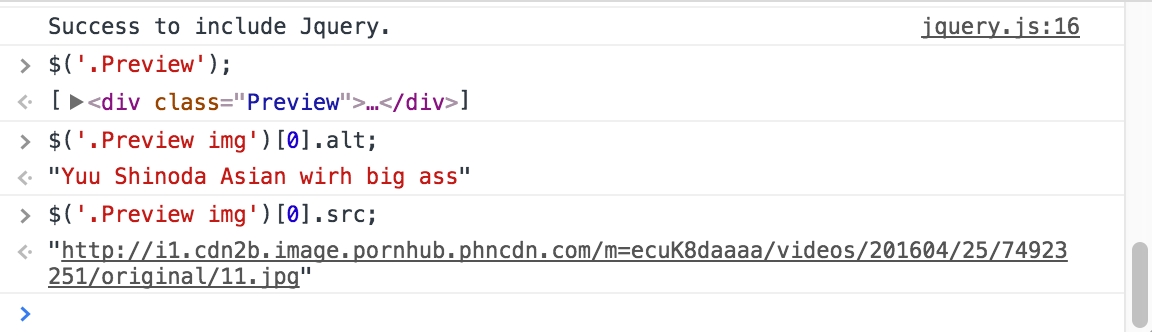 Success to include Jquery. jquery.js:16
> $('.Preview');
<· [▶<div class="Preview">…</div>]
> $('.Preview img')[0].alt;
<· "Yuu Shinoda Asian wirh big ass"
> $('.Preview img')[0].src;
<· "http://i1.cdn2b.image.pornhub.phncdn.com/m=ecuK8daaaa/videos/201604/25/74923
251/original/11.jpg"
>